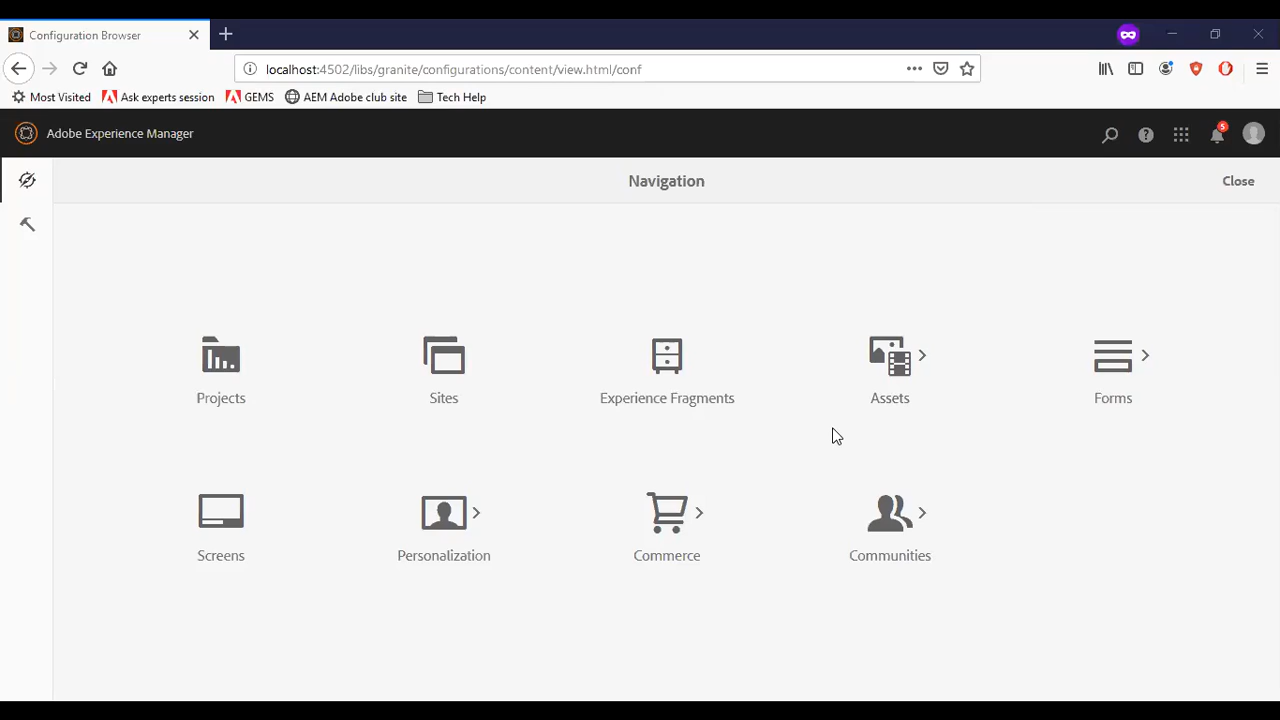 Configuration Browser
localhost:4502/libs/granite/configurations/content/view.html/conf
Most Visited Ask experts session GEMS AEM Adobe club site Tech Help
Adobe Experience Manager 5
Navigation Close
Projects Sites Experience Fragments Assets Forms
Screens Personalization Commerce Communities